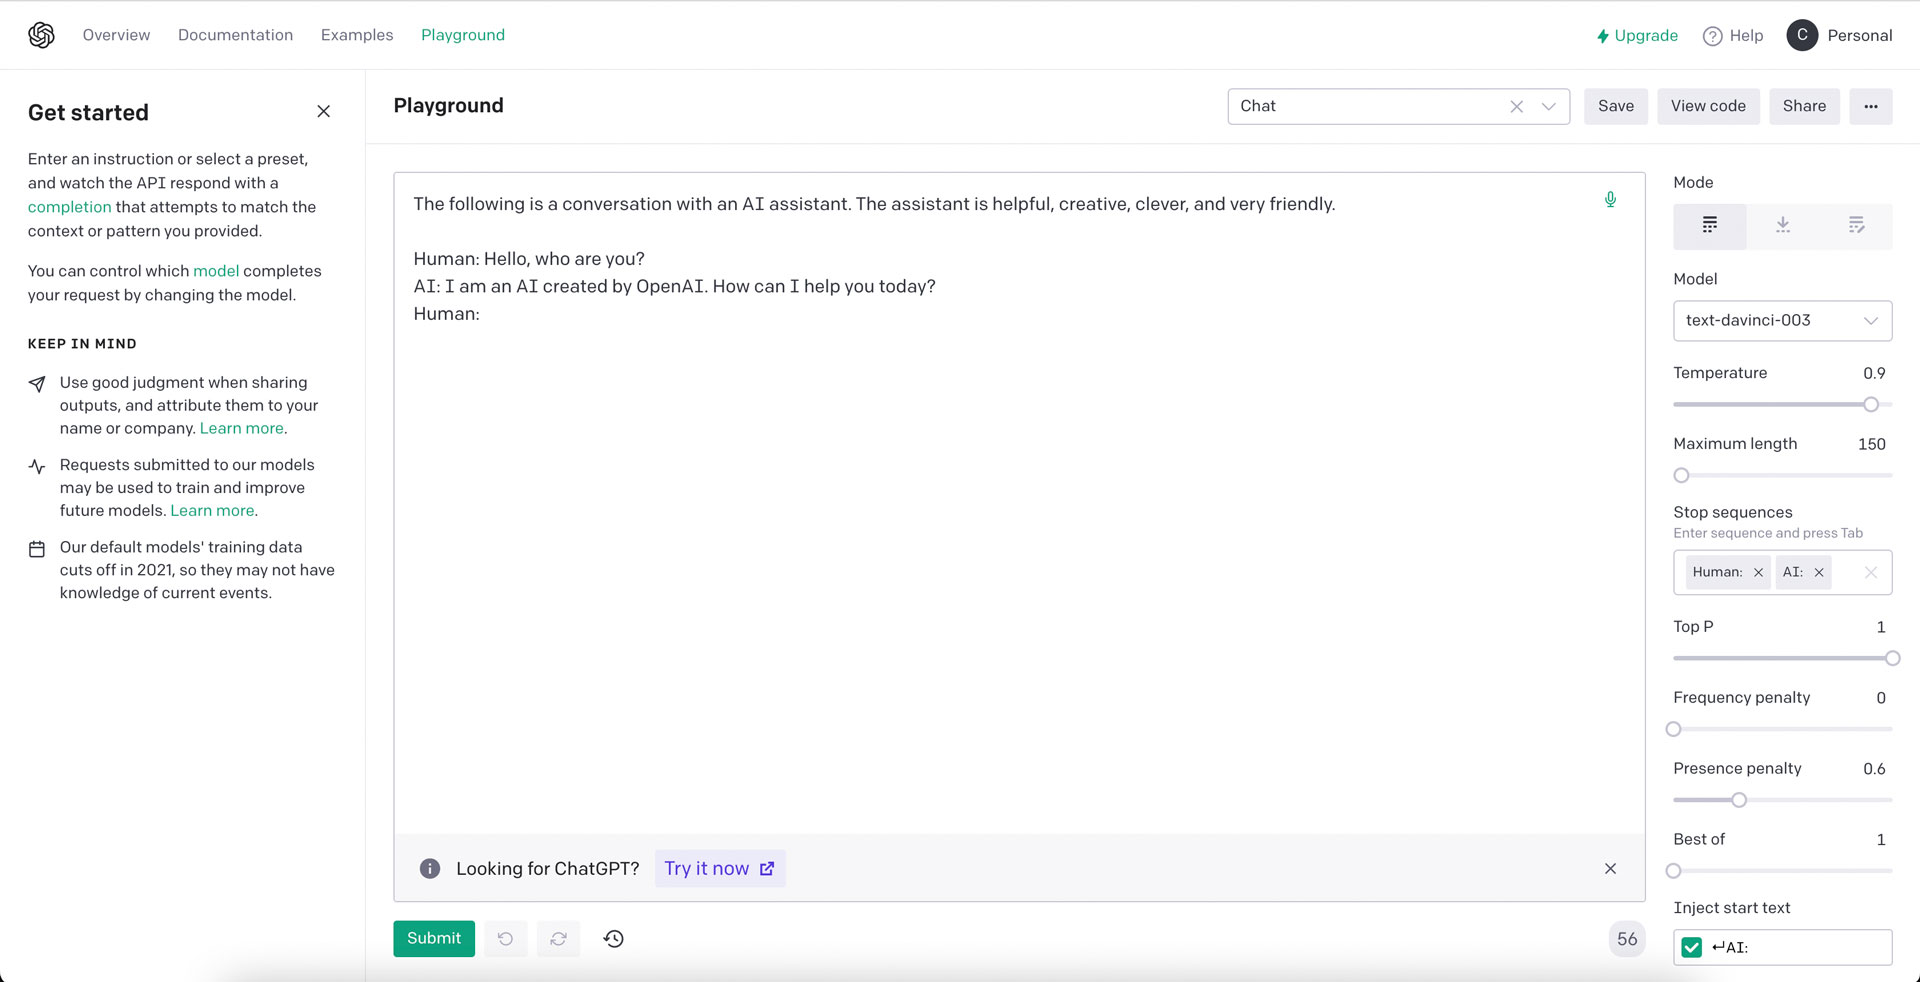 Overview Documentation Examples Playground Upgrade Help C Personal
Get started
Enter an instruction or select a preset,
and watch the API respond with a
completion that attempts to match the
context or pattern you provided.
You can control which model completes
your request by changing the model.
KEEP IN MIND
Use good judgment when sharing
outputs, and attribute them to your
name or company. Learn more.
Requests submitted to our models
may be used to train and improve
future models. Learn more.
Our default models' training data
cuts off in 2021, so they may not have
knowledge of current events.
Playground Chat Save View code Share ...
The following is a conversation with an AI assistant. The assistant is helpful, creative, clever, and very friendly.
Human: Hello, who are you?
AI: I am an AI created by OpenAI. How can I help you today?
Human:
Looking for ChatGPT? Try it now
Submit 56
Mode
Model
text-davinci-003
Temperature 0.9
Maximum length 150
Stop sequences
Enter sequence and press Tab
Human: AI:
Top P 1
Frequency penalty 0
Presence penalty 0.6
Best of 1
Inject start text
↵AI: